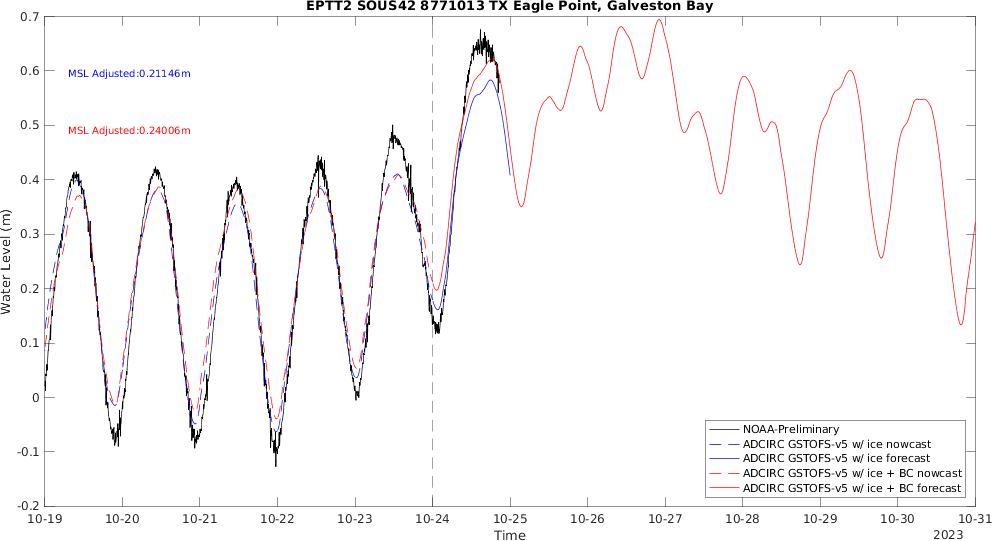 EPTT2 SOUS42 8771013 TX Eagle Point, Galveston Bay
0.7
0.6
0.5
0.4
0.3
0.2
0.1
0
-0.1
-0.2
Water Level (m)
MSL Adjusted:0.21146m
MSL Adjusted:0.24006m
NOAA-Preliminary
ADCIRC GSTOFS-v5 w/ ice nowcast
ADCIRC GSTOFS-v5 w/ ice forecast
ADCIRC GSTOFS-v5 w/ ice + BC nowcast
ADCIRC GSTOFS-v5 w/ ice + BC forecast
10-19 10-20 10-21 10-22 10-23 10-24 10-25 10-26 10-27 10-28 10-29 10-30 10-31
Time
2023